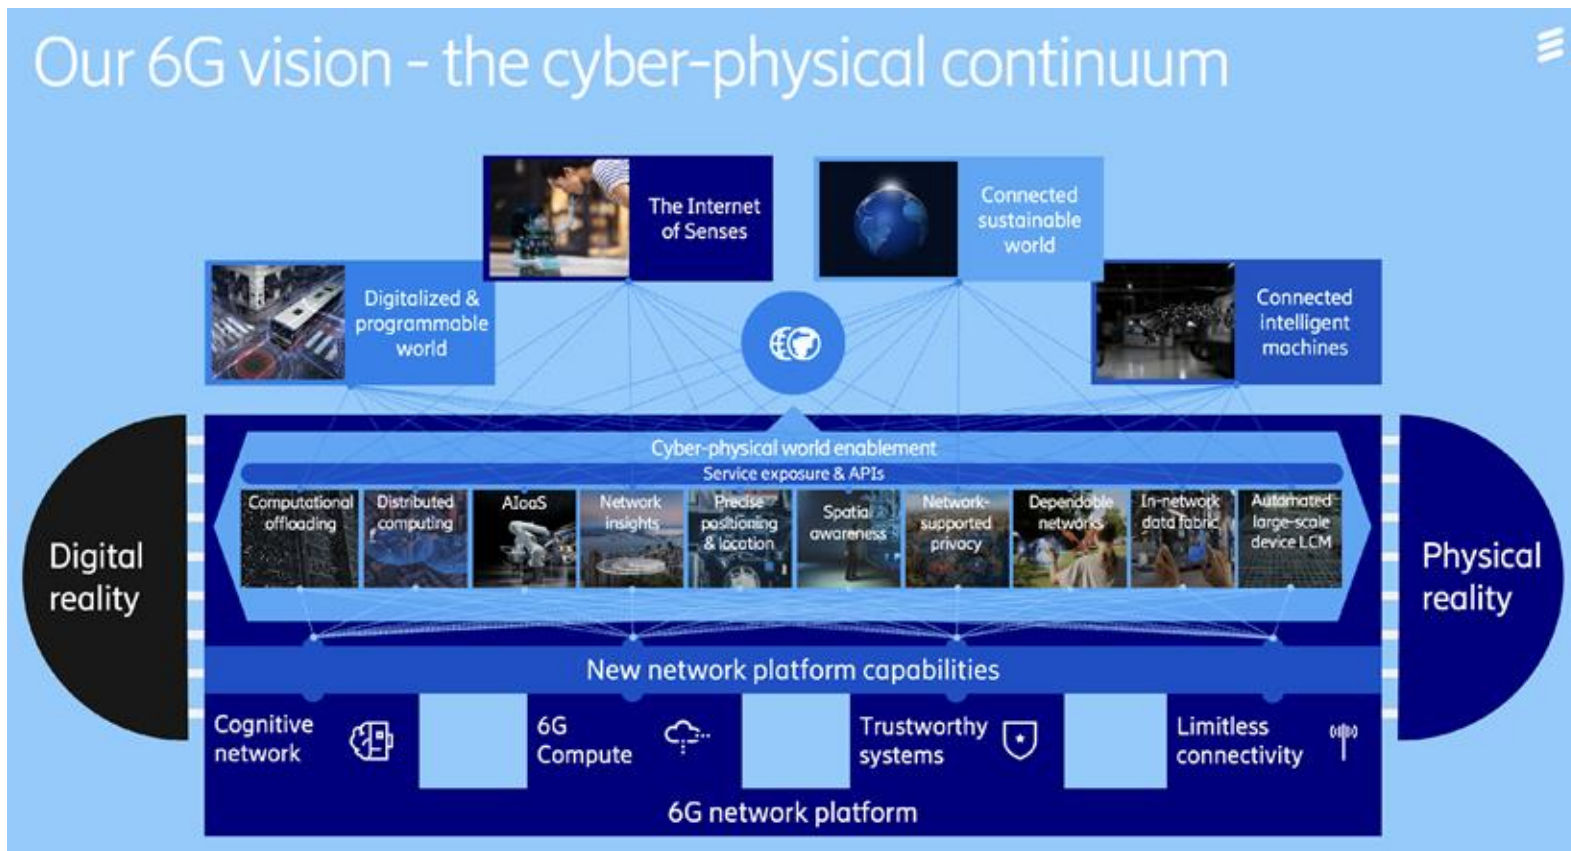 Our 6G vision - the cyber-physical continuum
The Internet
of Senses
Connected
sustainable
world
Digitalized &
programmable
world
Connected
intelligent
machines
Cyber-physical world enablement
Service exposure & APIs
Computational
offloading
Distributed
computing
AIaaS
Network
insights
Precise
positioning
& location
Spatial
awareness
Network-
supported
privacy
Dependable
networks
In-network
data fabric
Automated
large-scale
device LCM
Digital
reality
Physical
reality
New network platform capabilities
Cognitive
network
6G
Compute
Trustworthy
systems
Limitless
connectivity
6G network platform